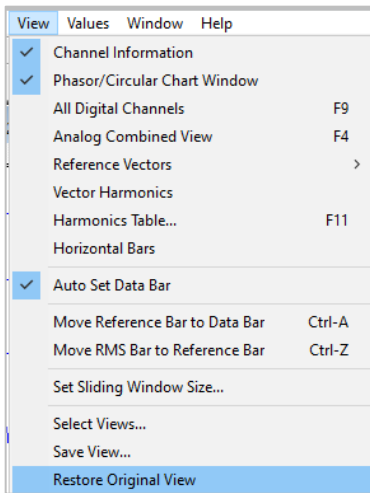 View Values Window Help
Channel Information
Phasor/Circular Chart Window
All Digital Channels F9
Analog Combined View F4
Reference Vectors
Vector Harmonics
Harmonics Table... F11
Horizontal Bars
Auto Set Data Bar
Move Reference Bar to Data Bar Ctrl-A
Move RMS Bar to Reference Bar Ctrl-Z
Set Sliding Window Size...
Select Views...
Save View...
Restore Original View